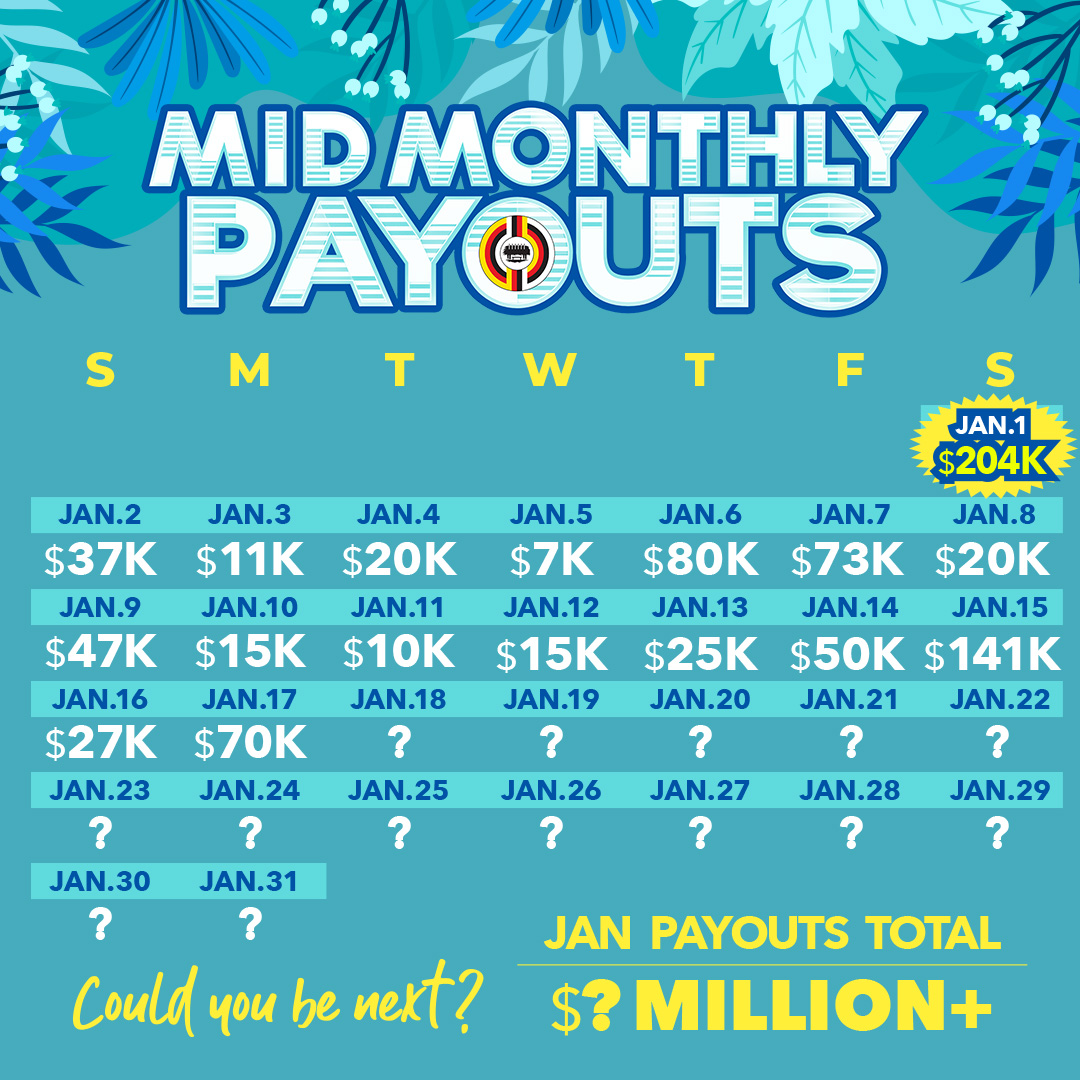 MID MONTHLY
PAYOUTS
S M T W T F S
JAN.1
$204K
JAN.2 JAN.3 JAN.4 JAN.5 JAN.6 JAN.7 JAN.8
$37K $11K $20K $7K $80K $73K $20K
JAN.9 JAN.10 JAN.11 JAN.12 JAN.13 JAN.14 JAN.15
$47K $15K $10K $15K $25K $50K $141K
JAN.16 JAN.17 JAN.18 JAN.19 JAN.20 JAN.21 JAN.22
$27K $70K ? ? ? ? ?
JAN.23 JAN.24 JAN.25 JAN.26 JAN.27 JAN.28 JAN.29
? ? ? ? ? ? ?
JAN.30 JAN.31
? ?
JAN PAYOUTS TOTAL
Could you be next?
$? MILLION+